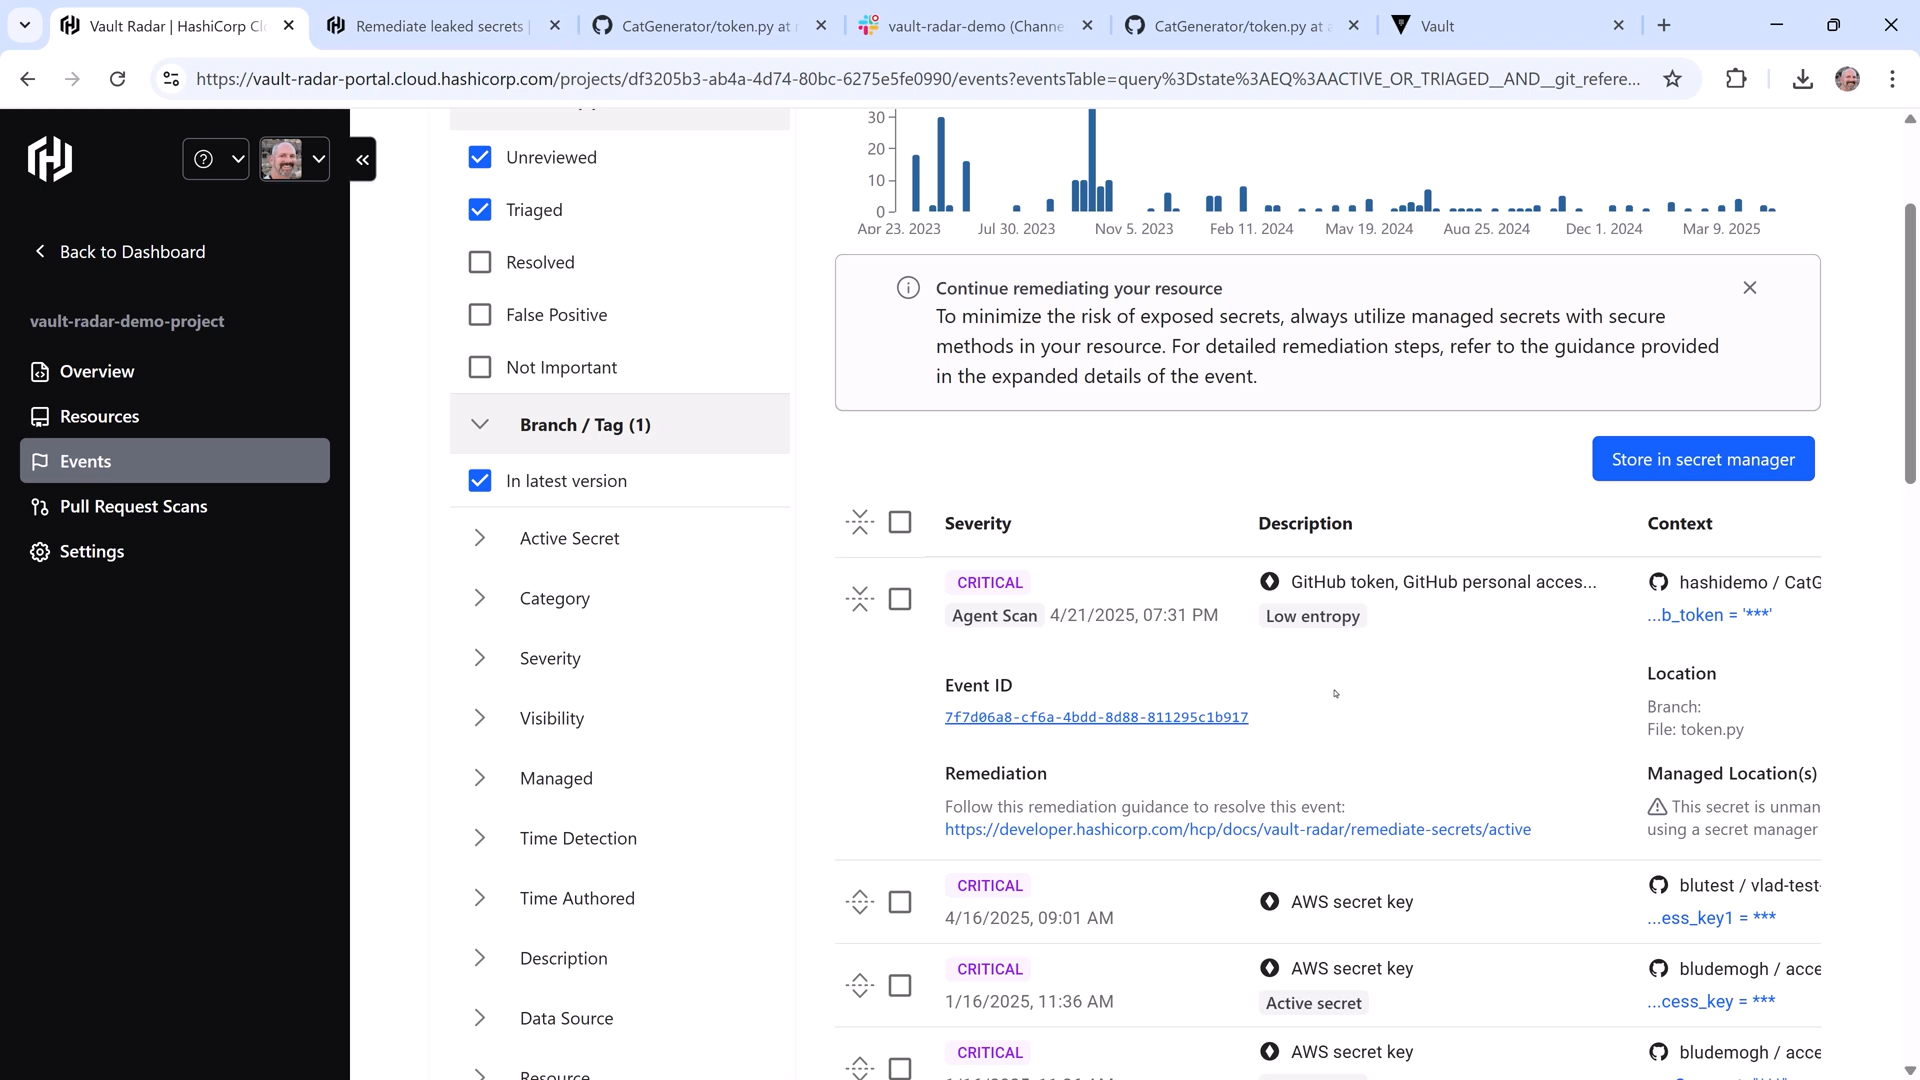 Vault Radar | HashiCorp Cl
Remediate leaked secrets |
CatGenerator/token.py at
vault-radar-demo (Channe
CatGenerator/token.py at
Vault
https://vault-radar-portal.cloud.hashicorp.com/projects/df3205b3-ab4a-4d74-80bc-6275e5fe0990/events?eventsTable=query%3Dstate%3AEQ%3AACTIVE_OR_TRIAGED__AND__git_refere...
Back to Dashboard
vault-radar-demo-project
Overview
Resources
Events
Pull Request Scans
Settings
Unreviewed
Triaged
Resolved
False Positive
Not Important
Branch / Tag (1)
In latest version
Active Secret
Category
Severity
Visibility
Managed
Time Detection
Time Authored
Description
Data Source
Resource
30
20
10
0
Apr 23, 2023
Jul 30, 2023
Nov 5, 2023
Feb 11, 2024
May 19, 2024
Aug 25, 2024
Dec 1, 2024
Mar 9, 2025
Continue remediating your resource
To minimize the risk of exposed secrets, always utilize managed secrets with secure
methods in your resource. For detailed remediation steps, refer to the guidance provided
in the expanded details of the event.
Store in secret manager
Severity Description Context
CRITICAL GitHub token, GitHub personal acces... hashidemo / CatG
Agent Scan 4/21/2025, 07:31 PM Low entropy ...b_token = '***'
Event ID
7f7d06a8-cf6a-4bdd-8d88-811295c1b917
Location
Branch:
File: token.py
Remediation
Follow this remediation guidance to resolve this event:
https://developer.hashicorp.com/hcp/docs/vault-radar/remediate-secrets/active
Managed Location(s)
This secret is unman
using a secret manager
CRITICAL AWS secret key blutest / vlad-test-
4/16/2025, 09:01 AM ...ess_key1 = ***
CRITICAL AWS secret key bludemogh / acce
1/16/2025, 11:36 AM Active secret ...cess_key = ***
CRITICAL AWS secret key bludemogh / acce